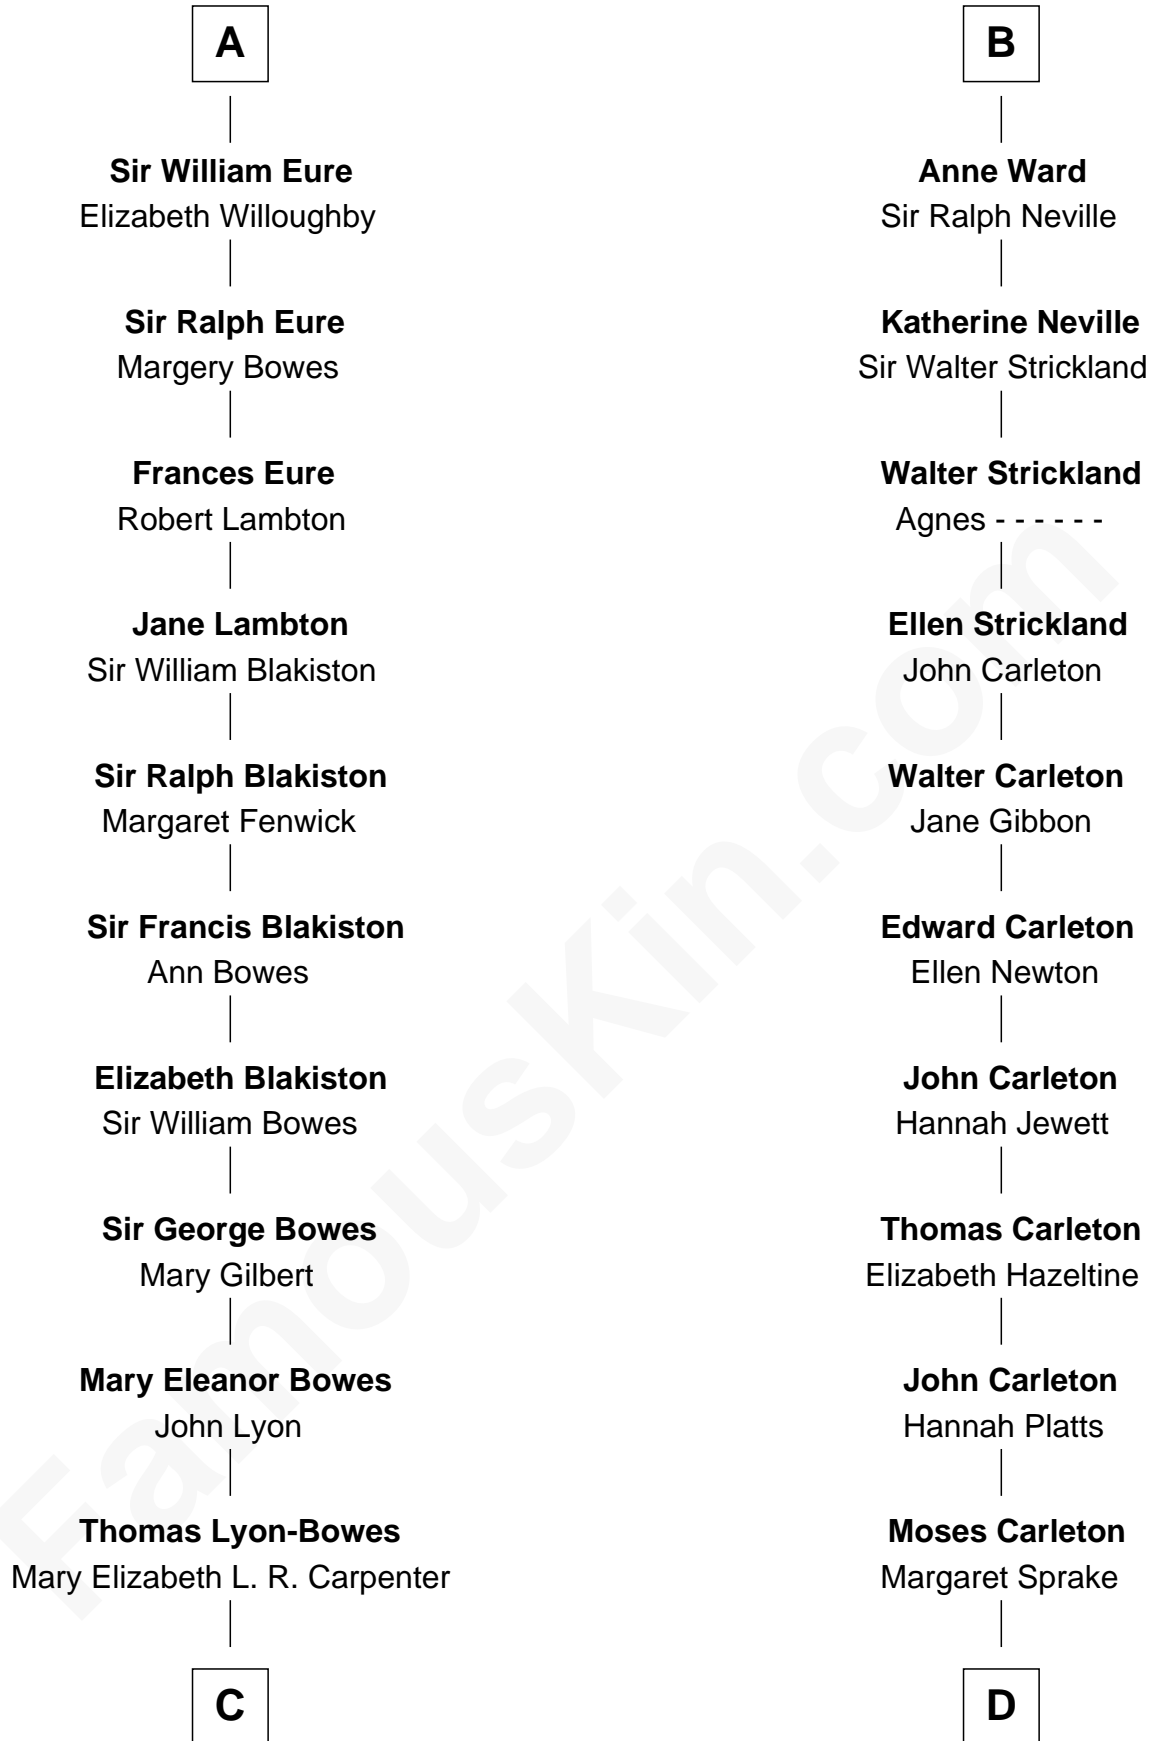 A
Sir William Eure
Elizabeth Willoughby
Sir Ralph Eure
Margery Bowes
Frances Eure
Robert Lambton
Jane Lambton
Sir William Blakiston
Sir Ralph Blakiston
Margaret Fenwick
Sir Francis Blakiston
Ann Bowes
Elizabeth Blakiston
Sir William Bowes
Sir George Bowes
Mary Gilbert
Mary Eleanor Bowes
John Lyon
Thomas Lyon-Bowes
Mary Elizabeth L. R. Carpenter
C
B
Anne Ward
Sir Ralph Neville
Katherine Neville
Sir Walter Strickland
Walter Strickland
Agnes - - - - - -
Ellen Strickland
John Carleton
Walter Carleton
Jane Gibbon
Edward Carleton
Ellen Newton
John Carleton
Hannah Jewett
Thomas Carleton
Elizabeth Hazeltine
John Carleton
Hannah Platts
Moses Carleton
Margaret Sprake
D
FamousKin.com